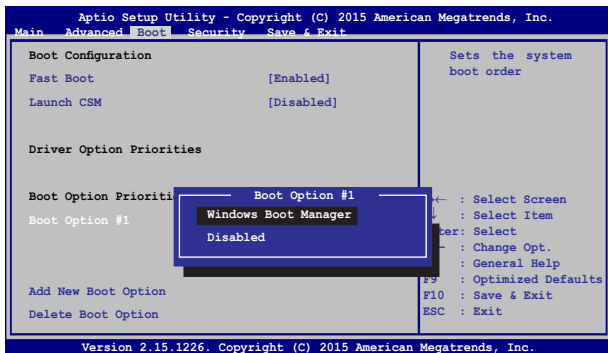 Aptio Setup Utility - Copyright (C) 2015 American Megatrends, Inc.
Main Advanced Boot Security Save & Exit
Boot Configuration
Fast Boot [Enabled]
Launch CSM [Disabled]
Driver Option Priorities
Boot Option Prioriti
Boot Option #1
Add New Boot Option
Delete Boot Option
Boot Option #1
Windows Boot Manager
Disabled
Sets the system
boot order
→← : Select Screen
↓ : Select Item
ter: Select
— : Change Opt.
: General Help
F9 : Optimized Defaults
F10 : Save & Exit
ESC : Exit
Version 2.15.1226. Copyright (C) 2015 American Megatrends, Inc.